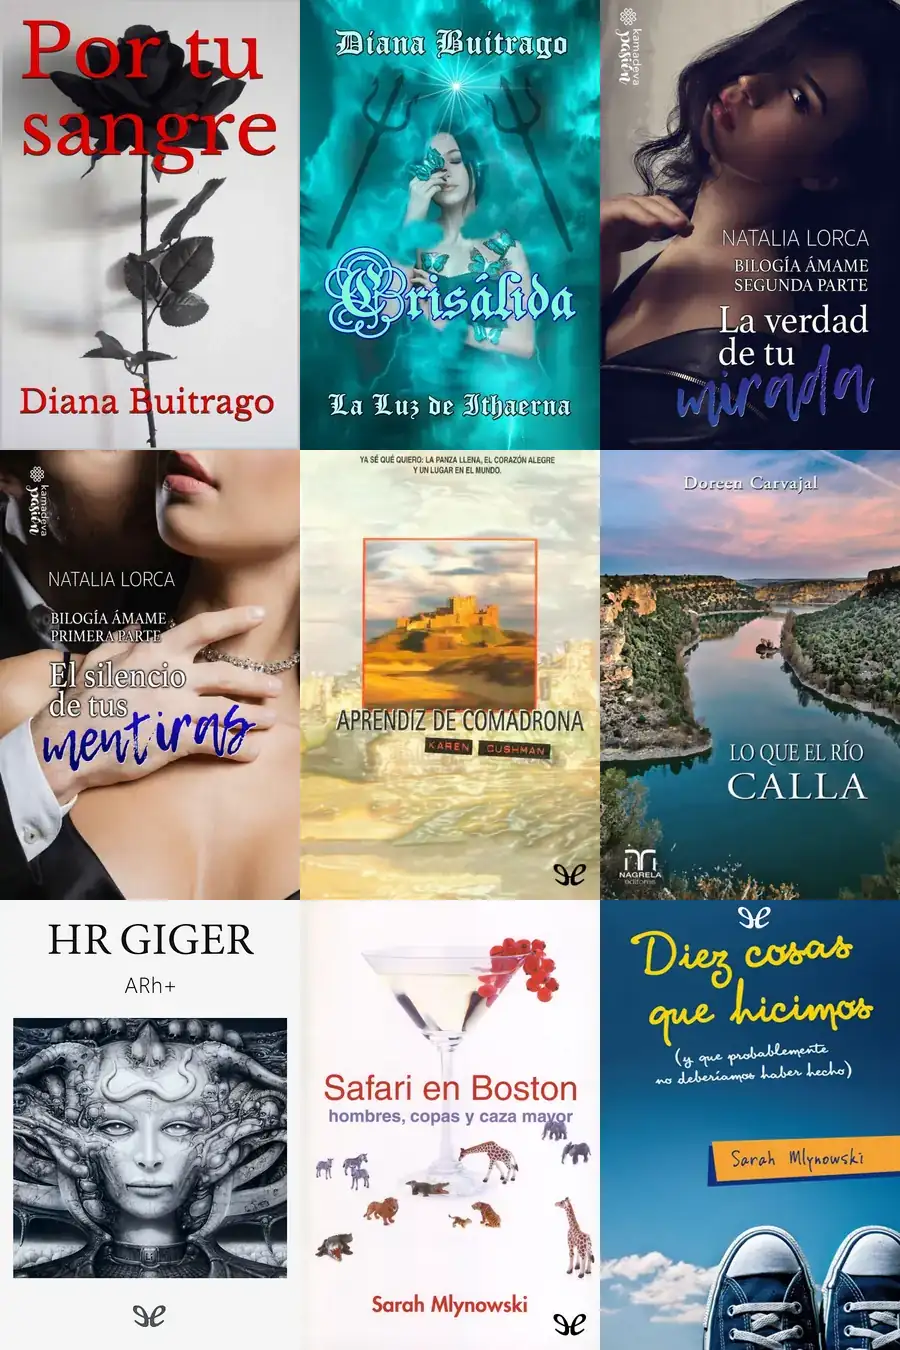 Por tu
sangre
Diana Buitrago
Diana Buitrago
Crisálida
La Luz de Ithaerna
kamadeva
pasión
NATALIA LORCA
BILOGÍA ÁMAME
SEGUNDA PARTE
La verdad
de tu
mirada
kamadeva
pasión
NATALIA LORCA
BILOGÍA ÁMAME
PRIMERA PARTE
El silencio
de tus
mentiras
YA SÉ QUÉ QUIERO: LA PANZA LLENA, EL CORAZÓN ALEGRE
Y UN LUGAR EN EL MUNDO.
APRENDIZ DE COMADRONA
KAREN CUSHMAN
Doreen Carvajal
LO QUE EL RÍO
CALLA
NAGRELA
editores
HR GIGER
ARh+
Safari en Boston
hombres, copas y caza mayor
Sarah Mlynowski
Diez cosas
que hicimos
(y que probablemente
no deberíamos haber hecho)
Sarah Mlynowski